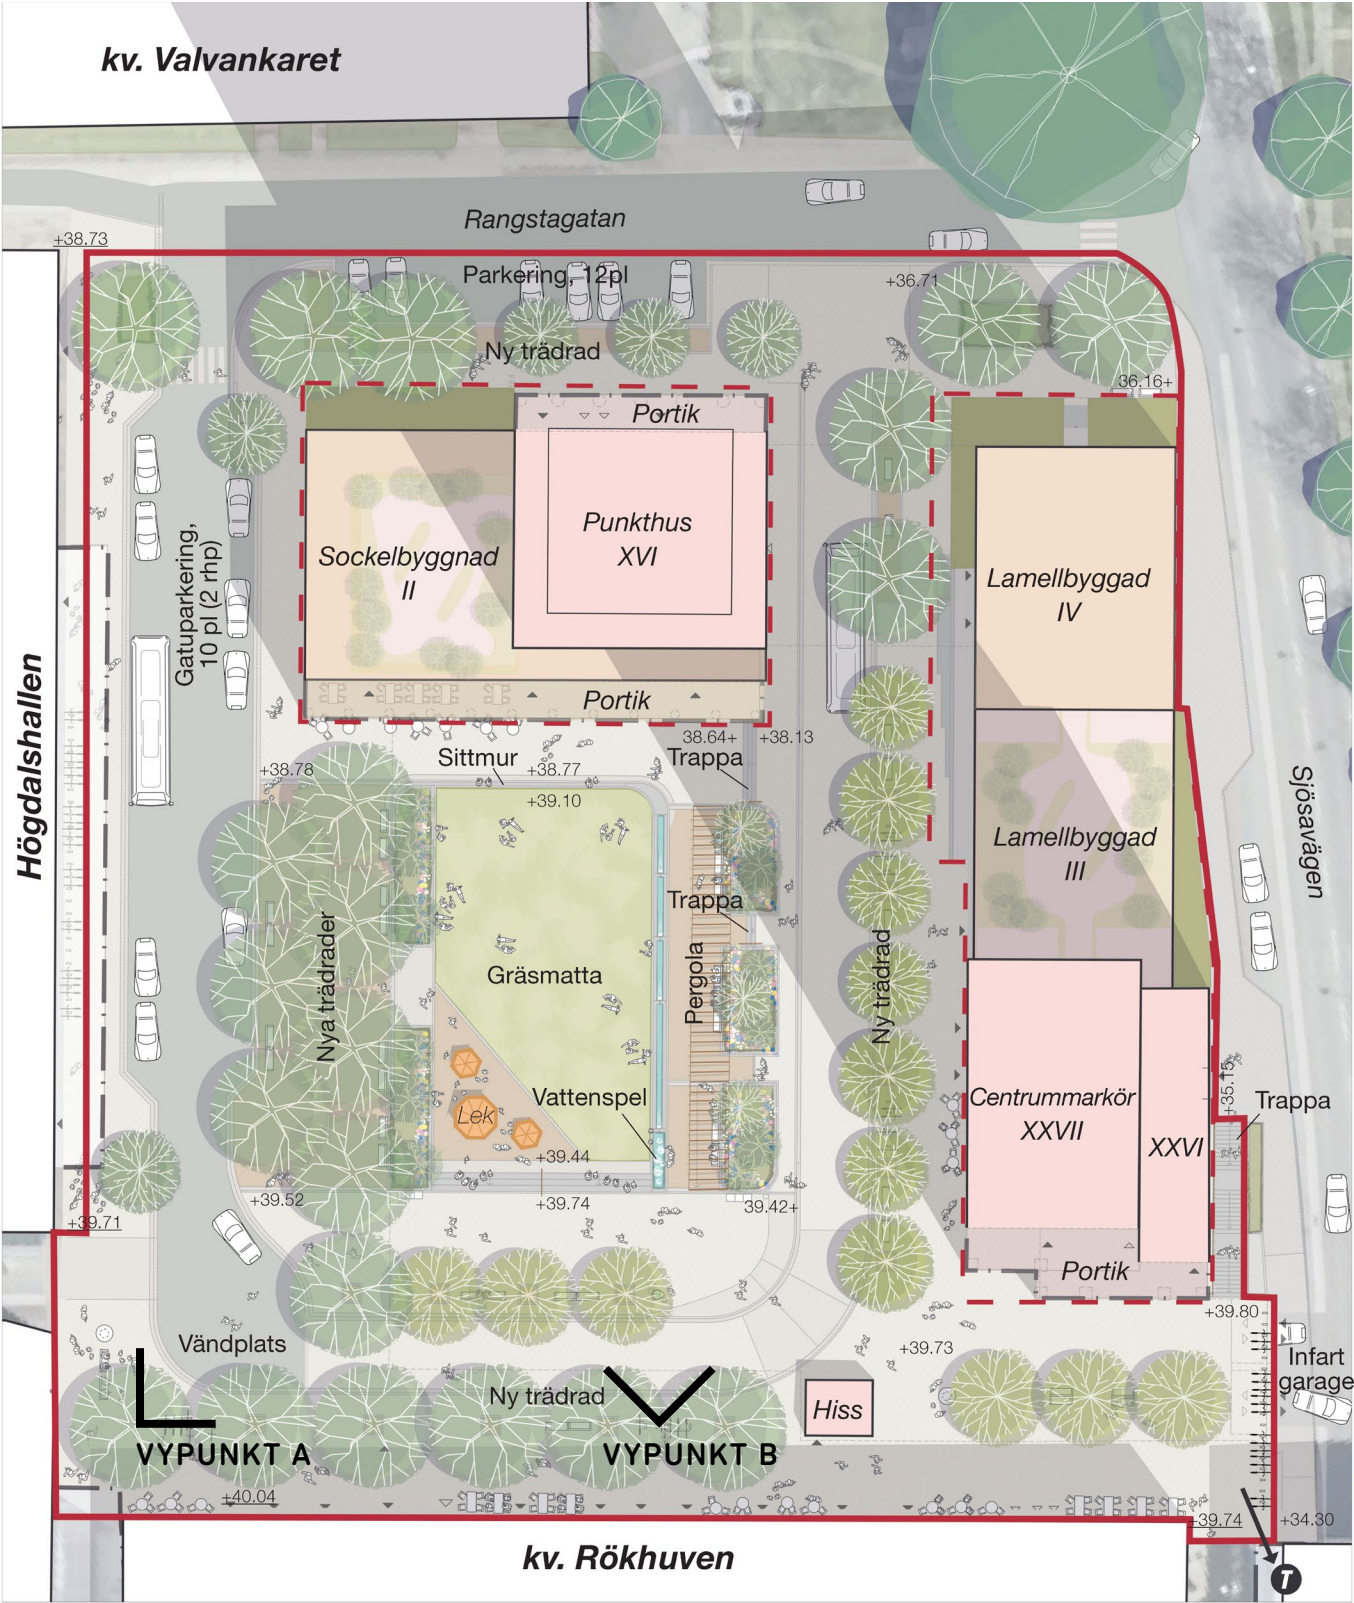 kv. Valvankaret
Rangstagatan
+38.73
Parkering, 12pl
+36.71
Ny trädrad
36.16+
Portik
Punkthus
XVI
Sockelbyggnad
II
Lamellbyggad
IV
Gatuparkering,
10 pl (2 rhp)
Högdalshallen
Portik
38.64+
+38.13
Sittmur
+38.77
Trappa
+38.78
+39.10
Sjösavägen
Lamellbyggad
III
Trappa
Nya trädrader
Gräsmatta
Pergola
Ny trädrad
Vattenspel
Lek
Centrummarkör
XXVII
XXVI
+35.15
Trappa
+39.44
+39.52
+39.74
39.42+
+39.71
Portik
+39.80
Vändplats
+39.73
Infart
garage
Ny trädrad
Hiss
VYPUNKT A
VYPUNKT B
+40.04
+39.74
+34.30
kv. Rökhuven
T